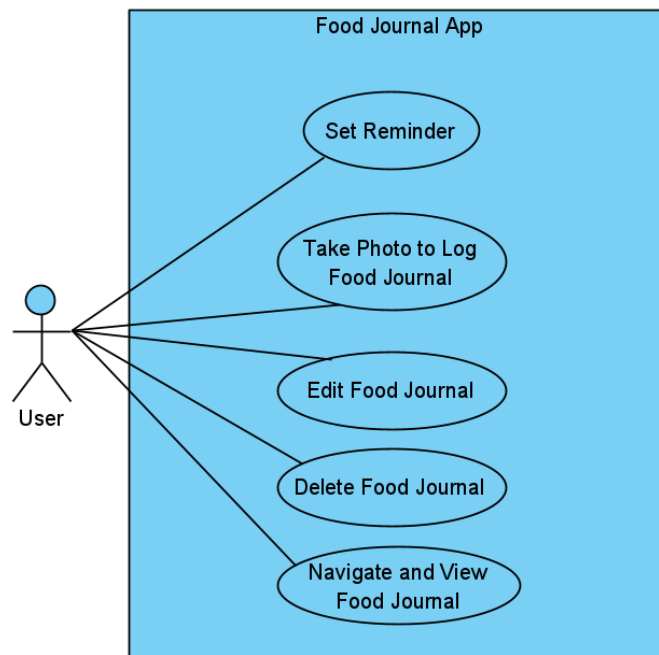 Food Journal App
Set Reminder
Take Photo to Log
Food Journal
Edit Food Journal
User
Delete Food Journal
Navigate and View
Food Journal